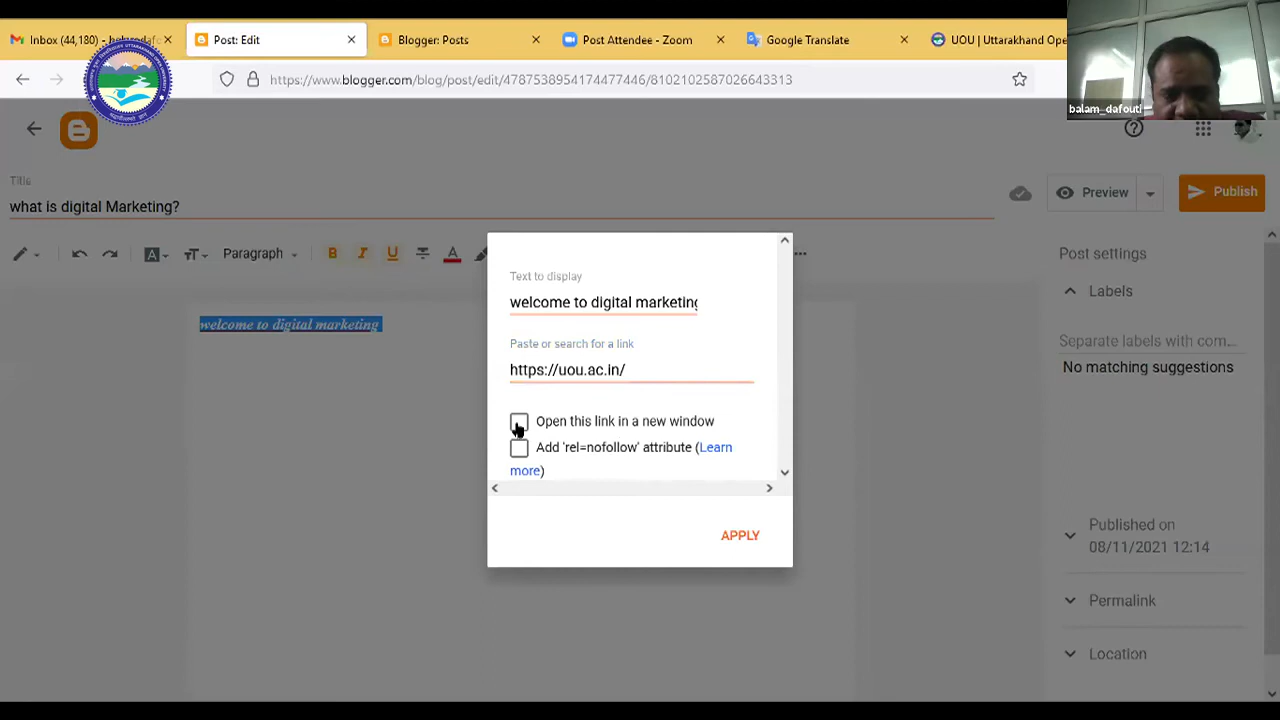 Inbox (44,180)
Post: Edit
Blogger: Posts
Post Attendee - Zoom
Google Translate
UOU | Uttarakhand Ope
https://www.blogger.com/blog/post/edit/4787538954174477446/8102102587026643313
balam_dafouti
Title
what is digital Marketing?
Preview
Publish
Paragraph
B
I
U
A
Post settings
Labels
Separate labels with com...
No matching suggestions
welcome to digital marketing
Text to display
welcome to digital marketing
Paste or search for a link
https://uou.ac.in/
Open this link in a new window
Add 'rel=nofollow' attribute (Learn
more)
APPLY
Published on
08/11/2021 12:14
Permalink
Location